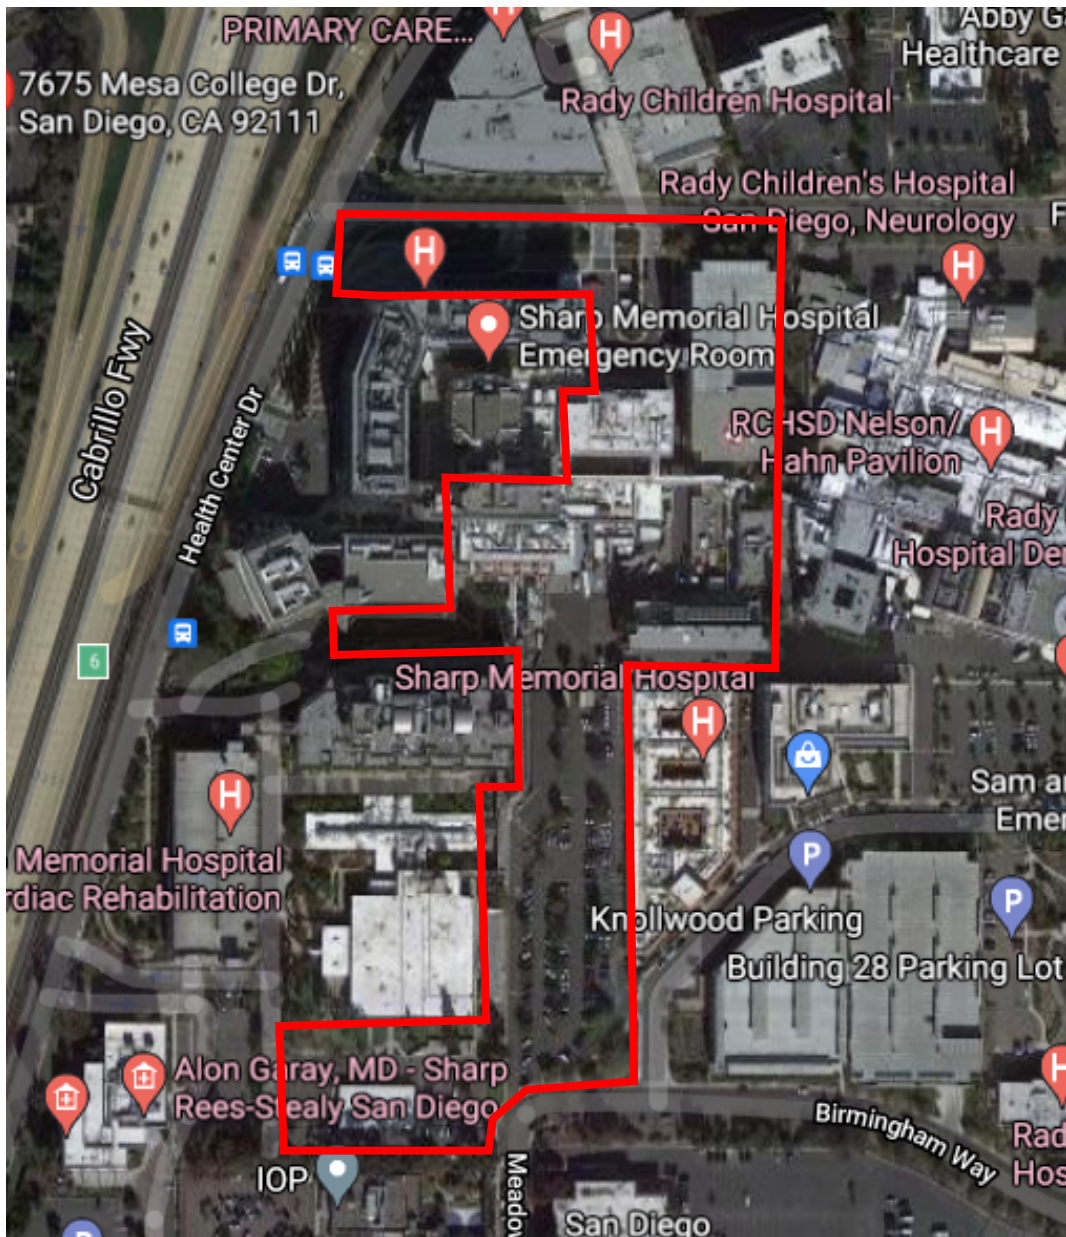 PRIMARY CARE...
H
H
Abby
Healthcare
7675 Mesa College Dr,
San Diego, CA 92111
Rady Children Hospital
Rady Children's Hospital
San Diego, Neurology
F
H
H
Sharp Memorial Hospital
Emergency Room
Cabrillo Fwy
Health Center Dr
RCHSD Nelson/
Hahn Pavilion
H
Rady
Hospital
6
Sharp Memorial Hospital
H
H
Sam
Memorial Hospital
Rehabilitation
P
Knollwood Parking
P
Building 28 Parking Lot
Alon Garay, MD - Sharp
Rees-Stealy San Diego
H
Birmingham Way
IOP
San Diego
P